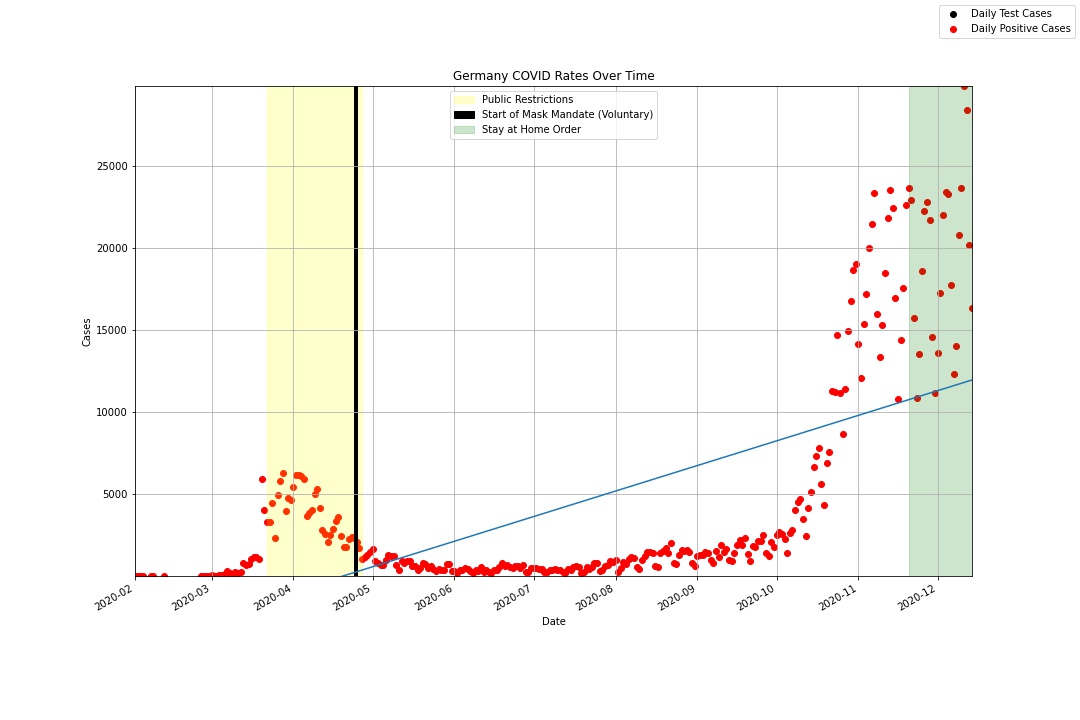 Daily Test Cases
Daily Positive Cases
Germany COVID Rates Over Time
Public Restrictions
Start of Mask Mandate (Voluntary)
Stay at Home Order
25000
20000
15000
10000
5000
Cases
2020-02
2020-03
2020-04
2020-05
2020-06
2020-07
2020-08
2020-09
2020-10
2020-11
2020-12
Date